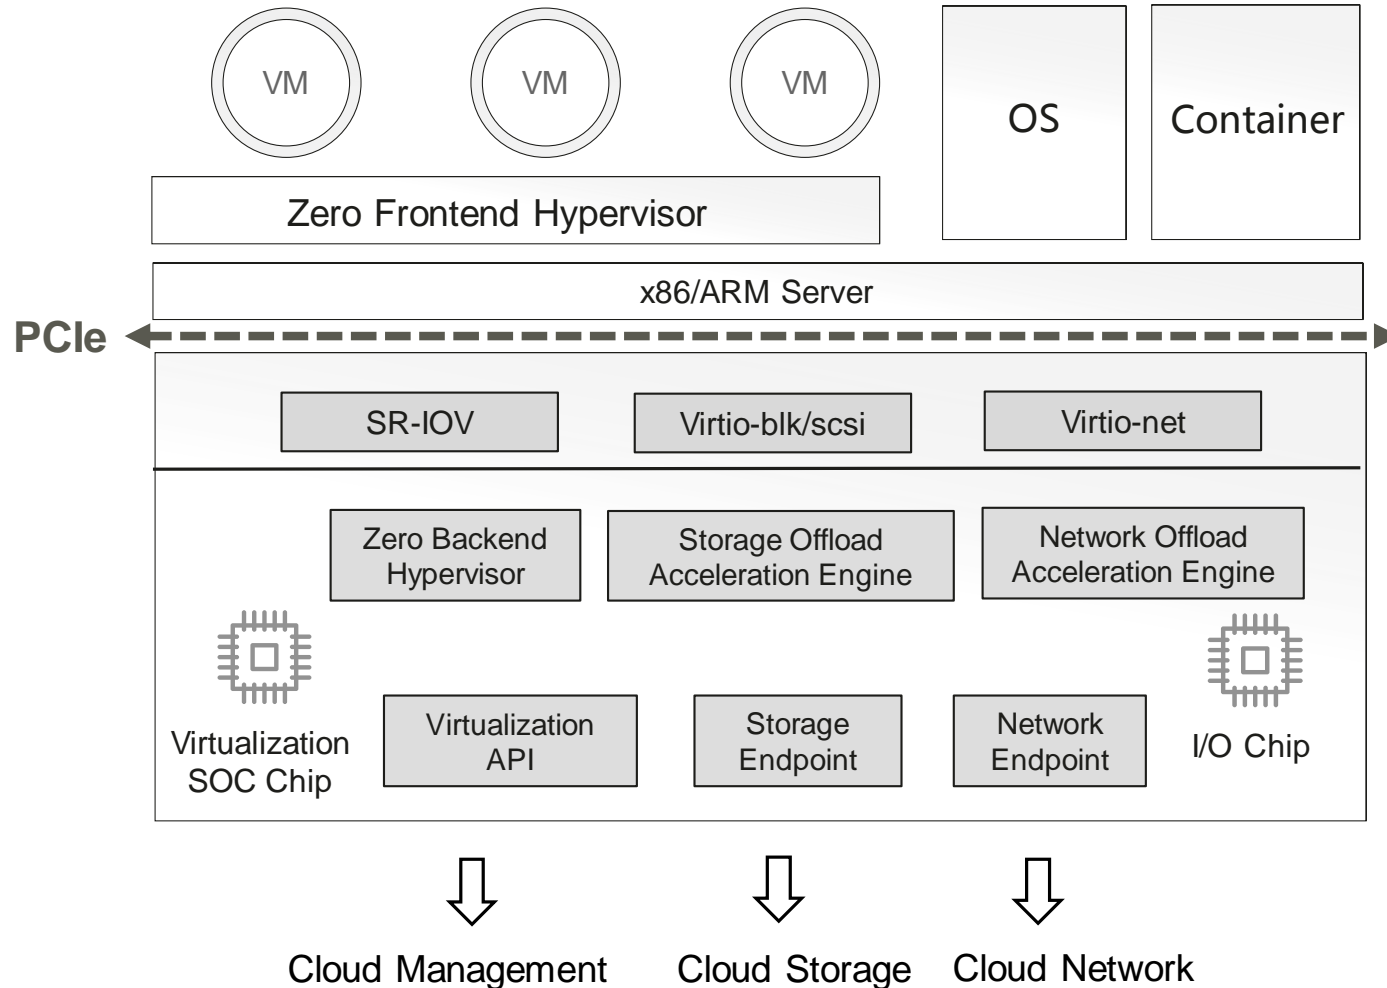 VM
VM
VM
OS
Container
Zero Frontend Hypervisor
x86/ARM Server
PCIe
SR-IOV
Virtio-blk/scsi
Virtio-net
Zero Backend
Hypervisor
Storage Offload
Acceleration Engine
Network Offload
Acceleration Engine
Virtualization
SOC Chip
Virtualization
API
Storage
Endpoint
Network
Endpoint
I/O Chip
Cloud Management
Cloud Storage
Cloud Network